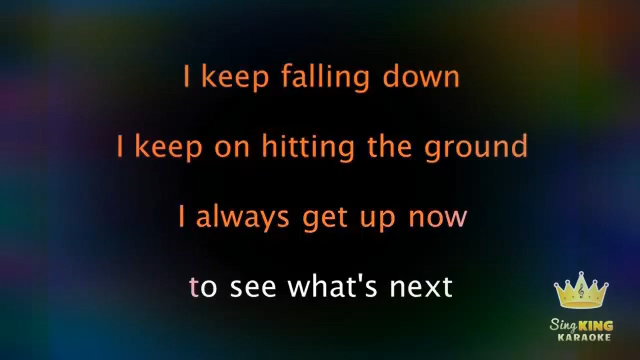 I keep falling down
I keep on hitting the ground
I always get up now
to see what's next
Sing KING
KARAOKE